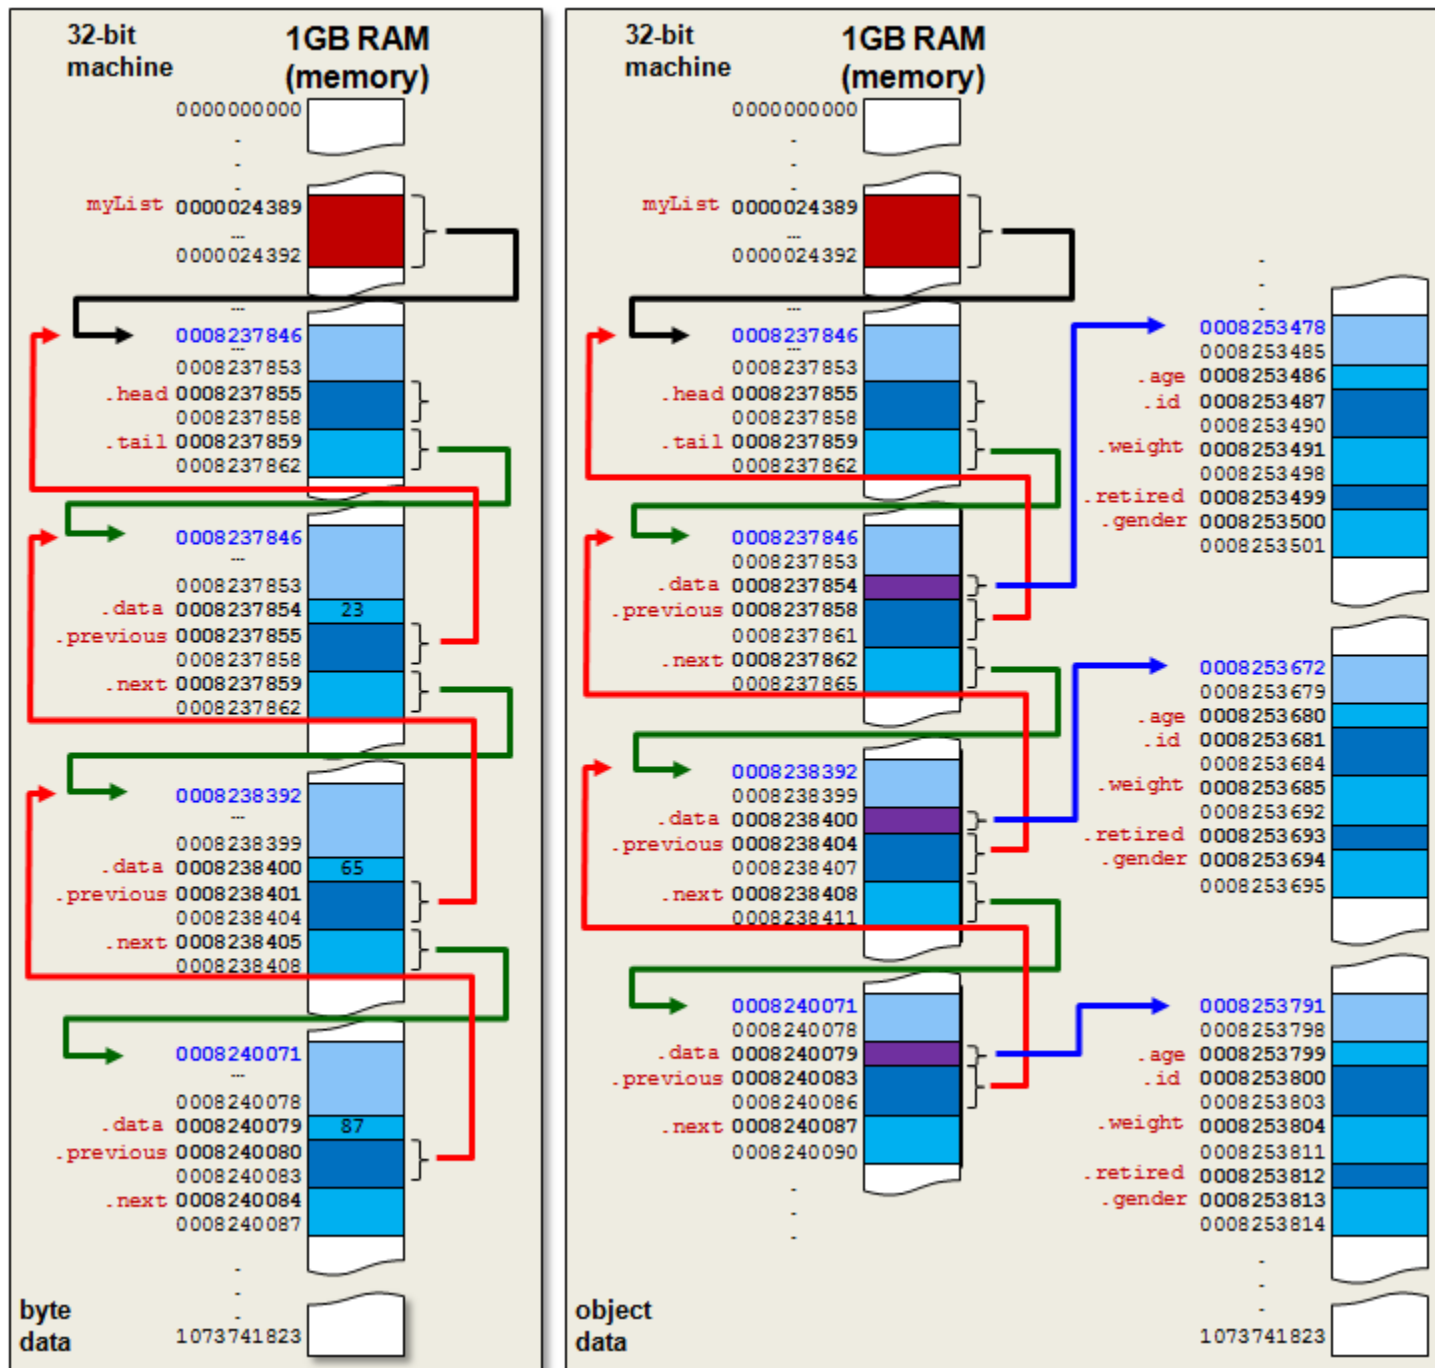 32-bit
machine
1GB RAM
(memory)
0000000000
.
.
.
myList 0000024389
...
0000024392
...
0008237846
...
0008237853
.head 0008237855
0008237858
.tail 0008237859
0008237862
0008237846
...
0008237853
.data 0008237854 23
.previous 0008237855
0008237858
.next 0008237859
0008237862
0008238392
...
0008238399
.data 0008238400 65
.previous 0008238401
0008238404
.next 0008238405
0008238408
0008240071
...
0008240078
.data 0008240079 87
.previous 0008240080
0008240083
.next 0008240084
0008240087
.
.
.
byte
data
1073741823
32-bit
machine
1GB RAM
(memory)
0000000000
.
.
.
myList 0000024389
...
0000024392
...
0008237846
...
0008237853
.head 0008237855
0008237858
.tail 0008237859
0008237862
0008237846
0008237853
.data 0008237854
.previous 0008237858
0008237861
.next 0008237862
0008237865
0008238392
0008238399
.data 0008238400
.previous 0008238404
0008238407
.next 0008238408
0008238411
0008240071
0008240078
.data 0008240079
.previous 0008240083
0008240086
.next 0008240087
0008240090
.
.
.
object
data
.
.
.
0008253478
0008253485
.age 0008253486
.id 0008253487
0008253490
.weight 0008253491
0008253498
.retired 0008253499
.gender 0008253500
0008253501
0008253672
0008253679
.age 0008253680
.id 0008253681
0008253684
.weight 0008253685
0008253692
.retired 0008253693
.gender 0008253694
0008253695
0008253791
0008253798
.age 0008253799
.id 0008253800
0008253803
.weight 0008253804
0008253811
.retired 0008253812
.gender 0008253813
0008253814
.
.
.
1073741823